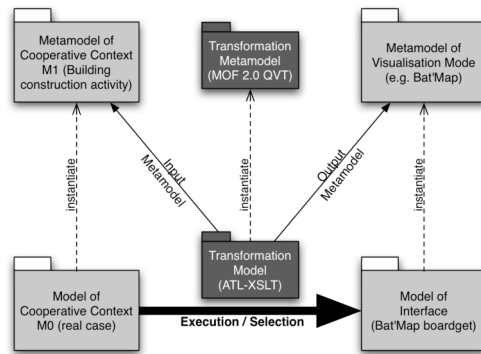 Metamodel of
Cooperative Context
M1 (Building
construction activity)
Transformation
Metamodel
(MOF 2.0 QVT)
Metamodel of
Visualisation Mode
(e.g. Bat'Map)
instantiate
Input
Metamodel
instantiate
Output
Metamodel
instantiate
Model of
Cooperative Context
M0 (real case)
Transformation
Model
(ATL-XSLT)
Model of
Interface
(Bat'Map boardget)
Execution / Selection